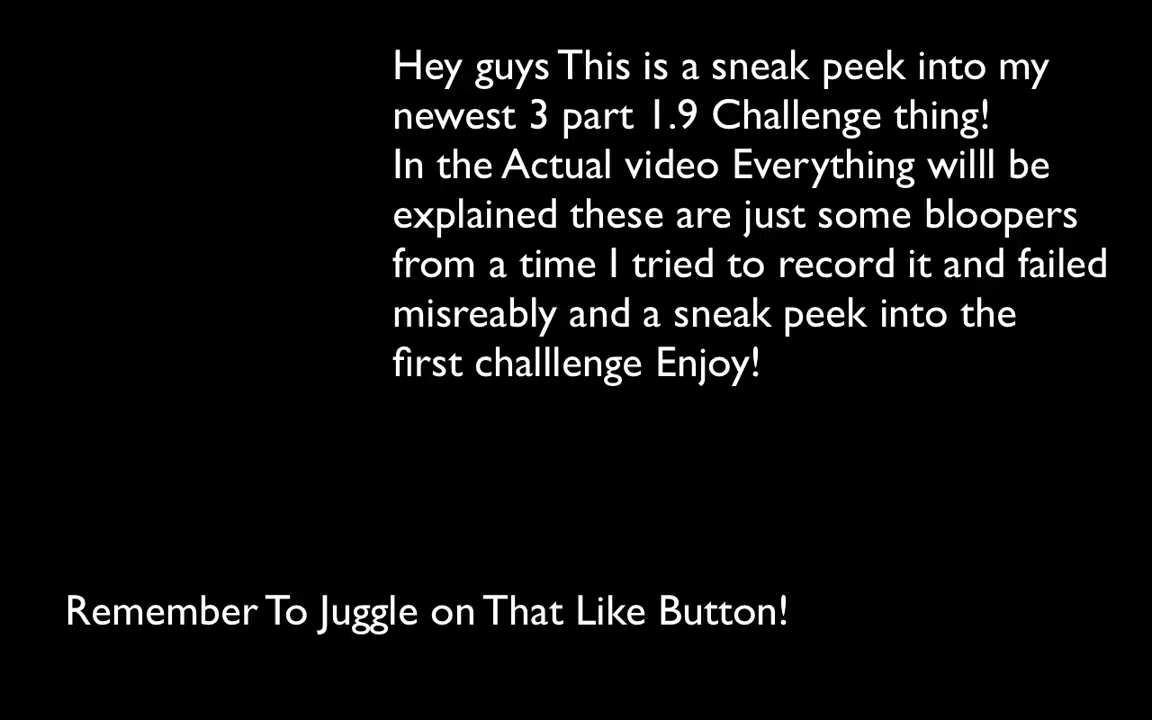 Hey guys This is a sneak peek into my
newest 3 part 1.9 Challenge thing!
In the Actual video Everything willl be
explained these are just some bloopers
from a time I tried to record it and failed
misreably and a sneak peek into the
first challlenge Enjoy!
Remember To Juggle on That Like Button!